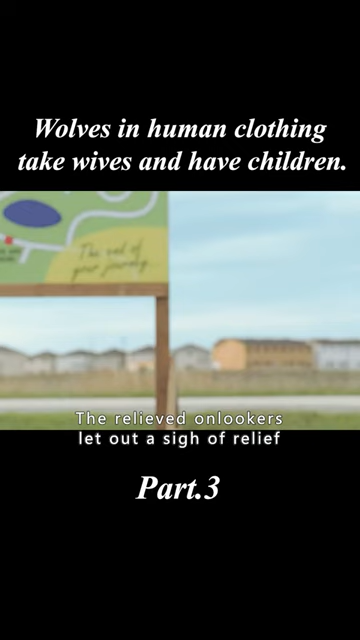 Wolves in human clothing
take wives and have children.
The end of
your journey...
The relieved onlookers
let out a sigh of relief
Part.3